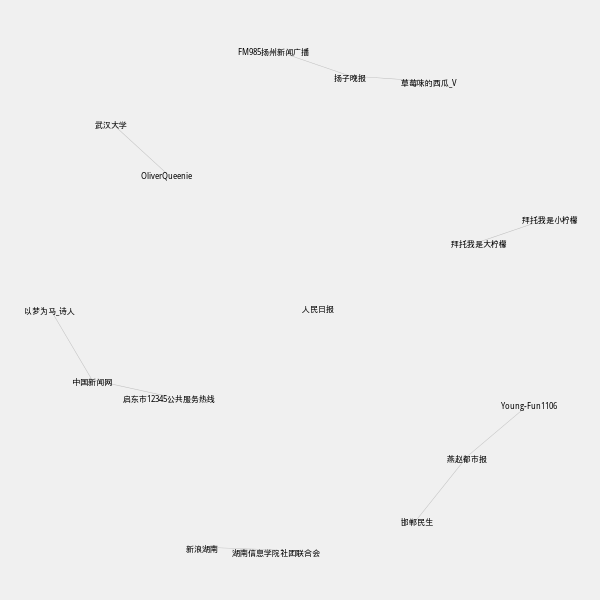 FM985扬州新闻广播
扬子晚报
草莓味的西瓜_V
武汉大学
OliverQueenie
拜托我是小柠檬
拜托我是大柠檬
人民日报
以梦为马_诗人
中国新闻网
启东市12345公共服务热线
Young-Fun1106
燕赵都市报
邯郸民生
新浪湖南
湖南信息学院社团联合会